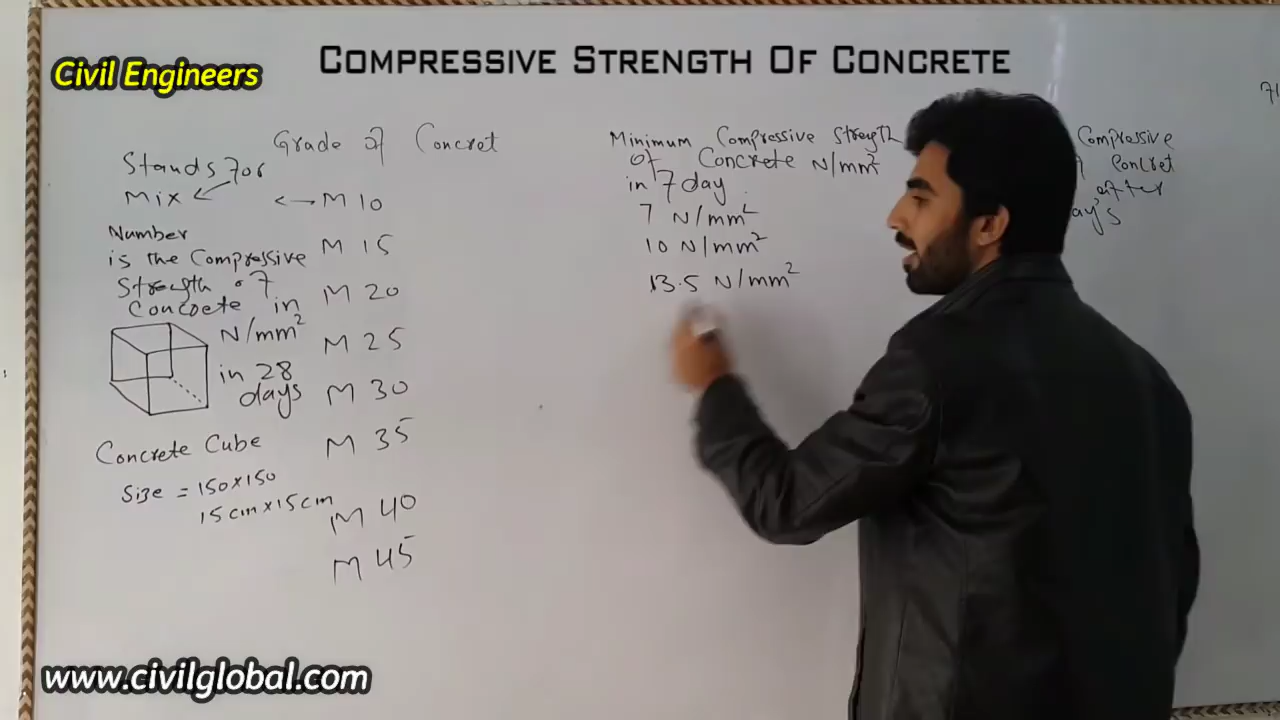 COMPRESSIVE STRENGTH OF CONCRETE
Civil Engineers
Grade of Concret
Stands for
Mix
M 10
Number
is the Compressive
Strength of
Concoete in
N/mm²
in 28
days
M 15
M 20
M 25
M 30
M 35
M 40
M 45
Concrete Cube
Size = 150x150
15cm x 15cm
Minimum Compressive Stregth
of Concrete N/mm²
in 7 day
7 N/mm²
10 N/mm²
13.5 N/mm²
Compressive
Concret
after
ay's
www.civilglobal.com